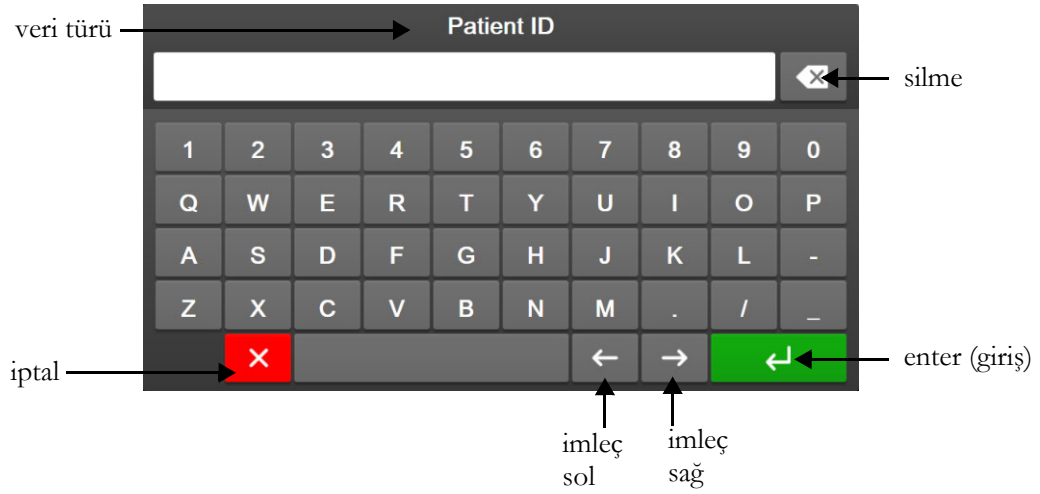 veri türü
Patient ID
silme
1 2 3 4 5 6 7 8 9 0
Q W E R T Y U I O P
A S D F G H J K L -
Z X C V B N M . / _
iptal
enter (giriş)
imleç
sol
imleç
sağ